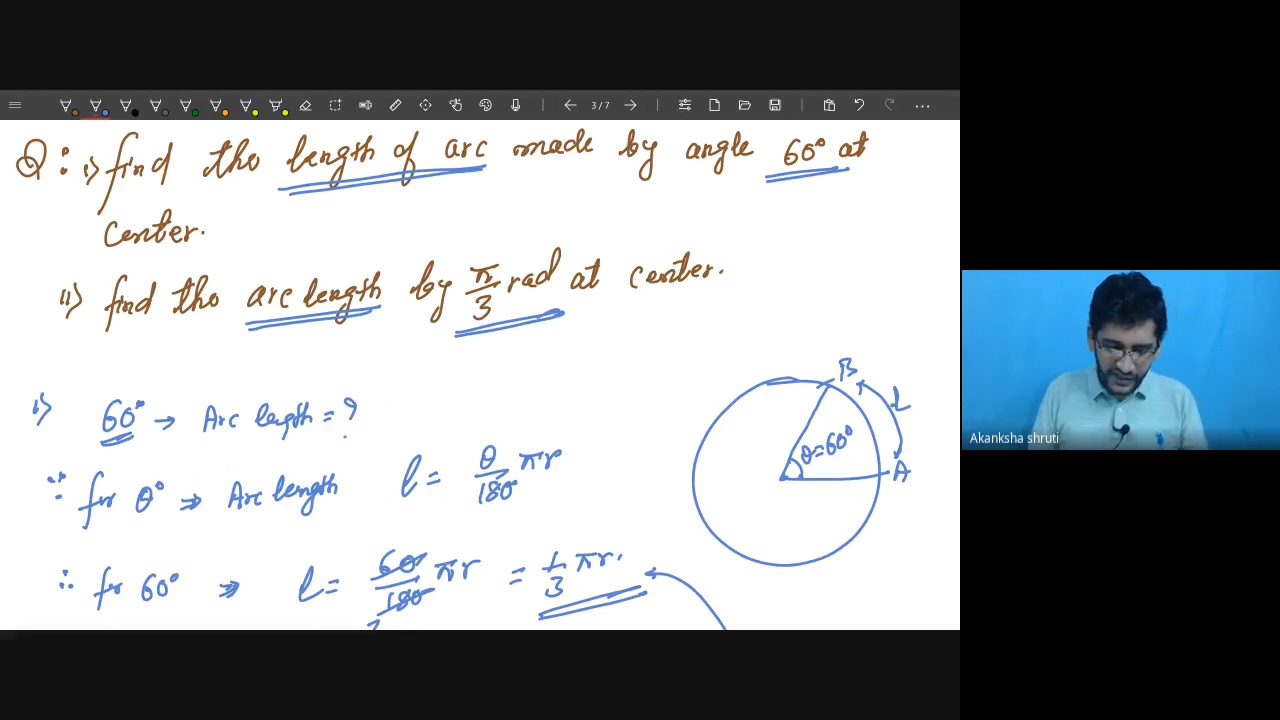 3 / 7
Q: i) find the length of arc made by angle 60° at
center.
ii) find the arc length by π/3 rad at center.
i) 60° → Arc length = ?
∵ for θ° ⇒ Arc length l = θ/180° πr
∴ for 60° ⇒ l = 60/180 πr = 1/3 πr.
3
B
L
θ=60°
A
Akanksha shruti